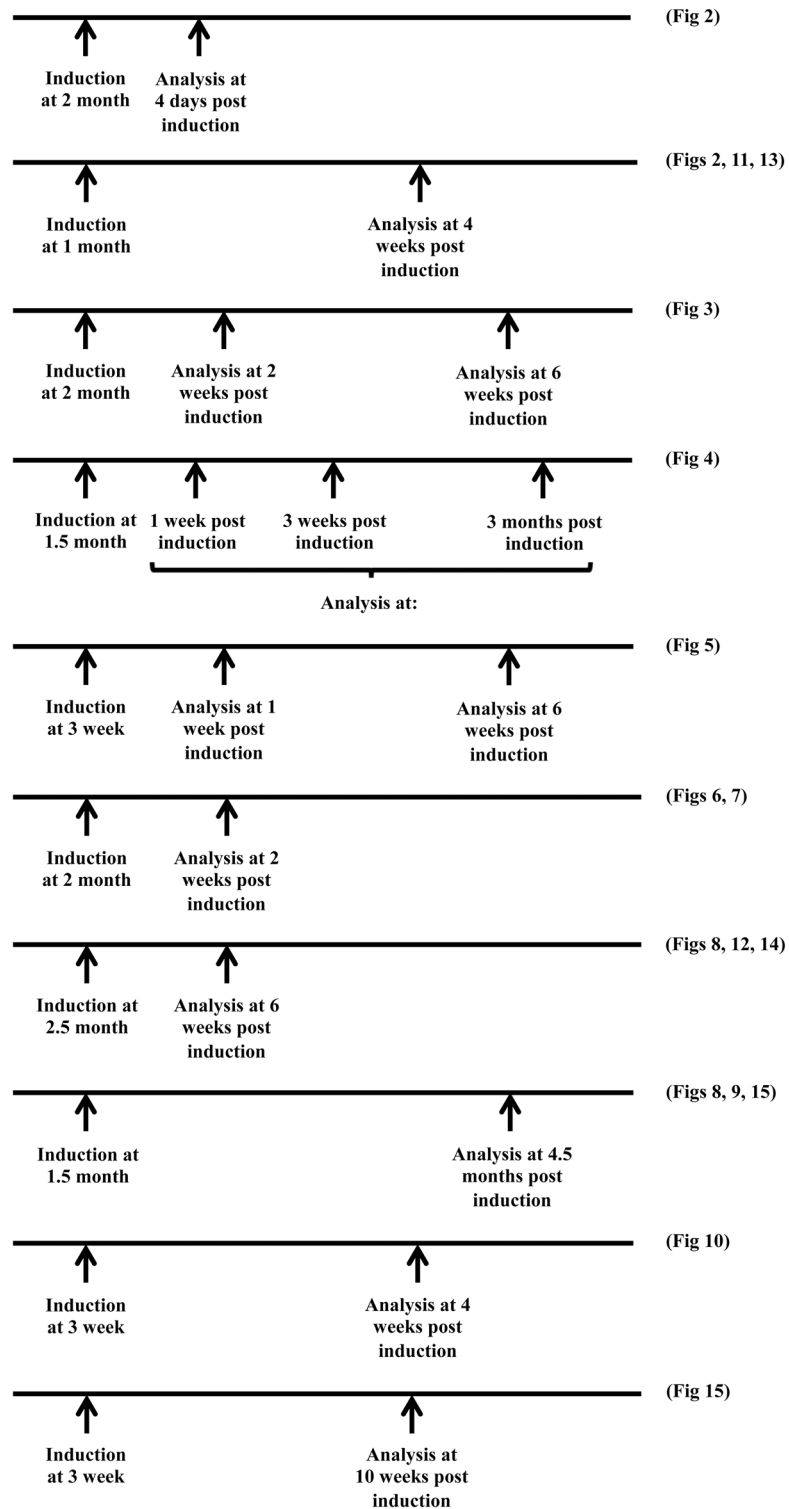 (Fig 2)
Induction
at 2 month
Analysis at
4 days post
induction
(Figs 2, 11, 13)
Induction
at 1 month
Analysis at 4
weeks post
induction
(Fig 3)
Induction
at 2 month
Analysis at 2
weeks post
induction
Analysis at 6
weeks post
induction
(Fig 4)
Induction at
1.5 month
1 week post
induction
3 weeks post
induction
3 months post
induction
Analysis at:
(Fig 5)
Induction
at 3 week
Analysis at 1
week post
induction
Analysis at 6
weeks post
induction
(Figs 6, 7)
Induction
at 2 month
Analysis at 2
weeks post
induction
(Figs 8, 12, 14)
Induction at
2.5 month
Analysis at 6
weeks post
induction
(Figs 8, 9, 15)
Induction at
1.5 month
Analysis at 4.5
months post
induction
(Fig 10)
Induction
at 3 week
Analysis at 4
weeks post
induction
(Fig 15)
Induction
at 3 week
Analysis at
10 weeks post
induction